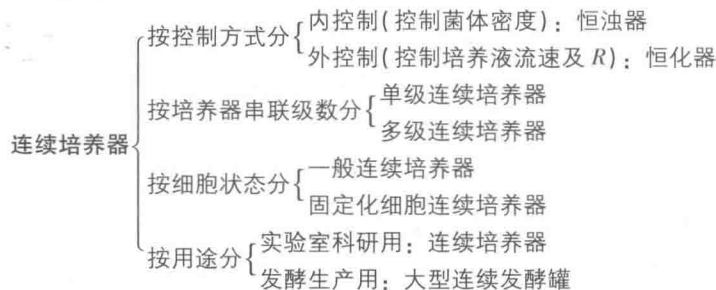 按控制方式分
内控制(控制菌体密度)：恒浊器
外控制(控制培养液流速及R)：恒化器
按培养器串联级数分
单级连续培养器
多级连续培养器
连续培养器
按细胞状态分
一般连续培养器
固定化细胞连续培养器
按用途分
实验室科研用：连续培养器
发酵生产用：大型连续发酵罐